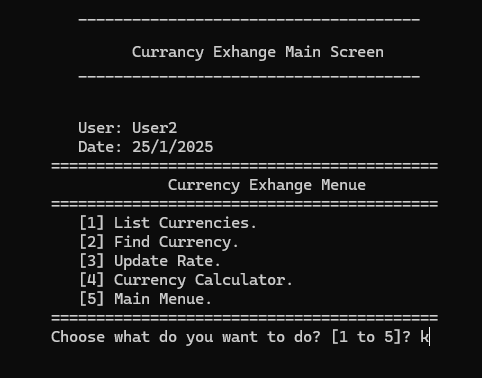 Currancy Exhange Main Screen
User: User2
Date: 25/1/2025
Currency Exhange Menue
[1] List Currencies.
[2] Find Currency.
[3] Update Rate.
[4] Currency Calculator.
[5] Main Menue.
Choose what do you want to do? [1 to 5]? k